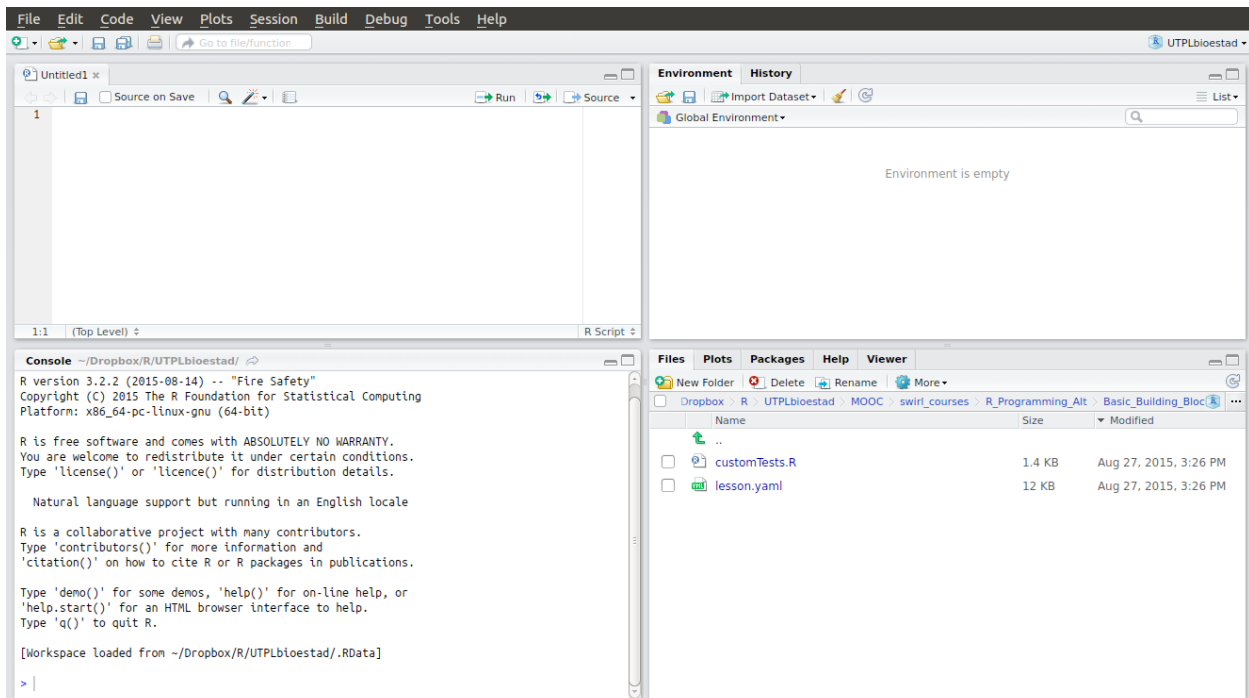 File Edit Code View Plots Session Build Debug Tools Help
Go to file/function
UTPLbioestad
Untitled1
Source on Save
Run
Source
1
1:1 (Top Level) R Script
Console ~/Dropbox/R/UTPLbioestad/
R version 3.2.2 (2015-08-14) -- "Fire Safety"
Copyright (C) 2015 The R Foundation for Statistical Computing
Platform: x86_64-pc-linux-gnu (64-bit)
R is free software and comes with ABSOLUTELY NO WARRANTY.
You are welcome to redistribute it under certain conditions.
Type 'license()' or 'licence()' for distribution details.
Natural language support but running in an English locale
R is a collaborative project with many contributors.
Type 'contributors()' for more information and
'citation()' on how to cite R or R packages in publications.
Type 'demo()' for some demos, 'help()' for on-line help, or
'help.start()' for an HTML browser interface to help.
Type 'q()' to quit R.
[Workspace loaded from ~/Dropbox/R/UTPLbioestad/.RData]
>
Environment History
Import Dataset List
Global Environment
Environment is empty
Files Plots Packages Help Viewer
New Folder Delete Rename More
Dropbox > R > UTPLbioestad > MOOC > swirl_courses > R_Programming_Alt > Basic_Building_Bloc ...
Name Size Modified
..
customTests.R 1.4 KB Aug 27, 2015, 3:26 PM
lesson.yaml 12 KB Aug 27, 2015, 3:26 PM